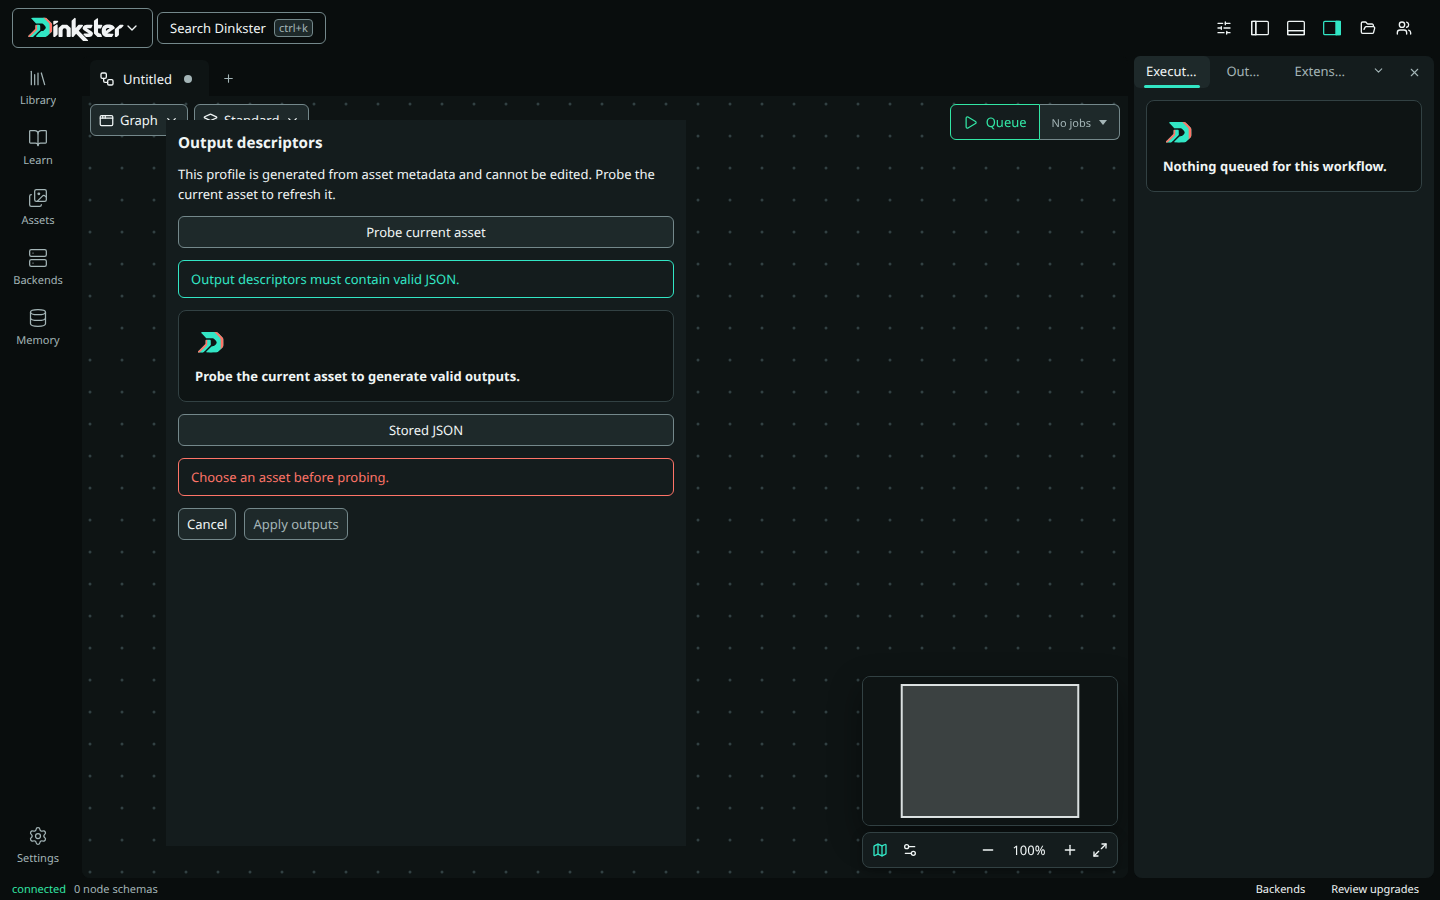 Dinkster
Search Dinkster ctrl+k
Library
Learn
Assets
Backends
Memory
Settings
Untitled
Graph
Standard
Queue
No jobs
Output descriptors
This profile is generated from asset metadata and cannot be edited. Probe the
current asset to refresh it.
Probe current asset
Output descriptors must contain valid JSON.
Probe the current asset to generate valid outputs.
Stored JSON
Choose an asset before probing.
Cancel
Apply outputs
100%
Execut...
Out...
Extens...
Nothing queued for this workflow.
connected
0 node schemas
Backends
Review upgrades